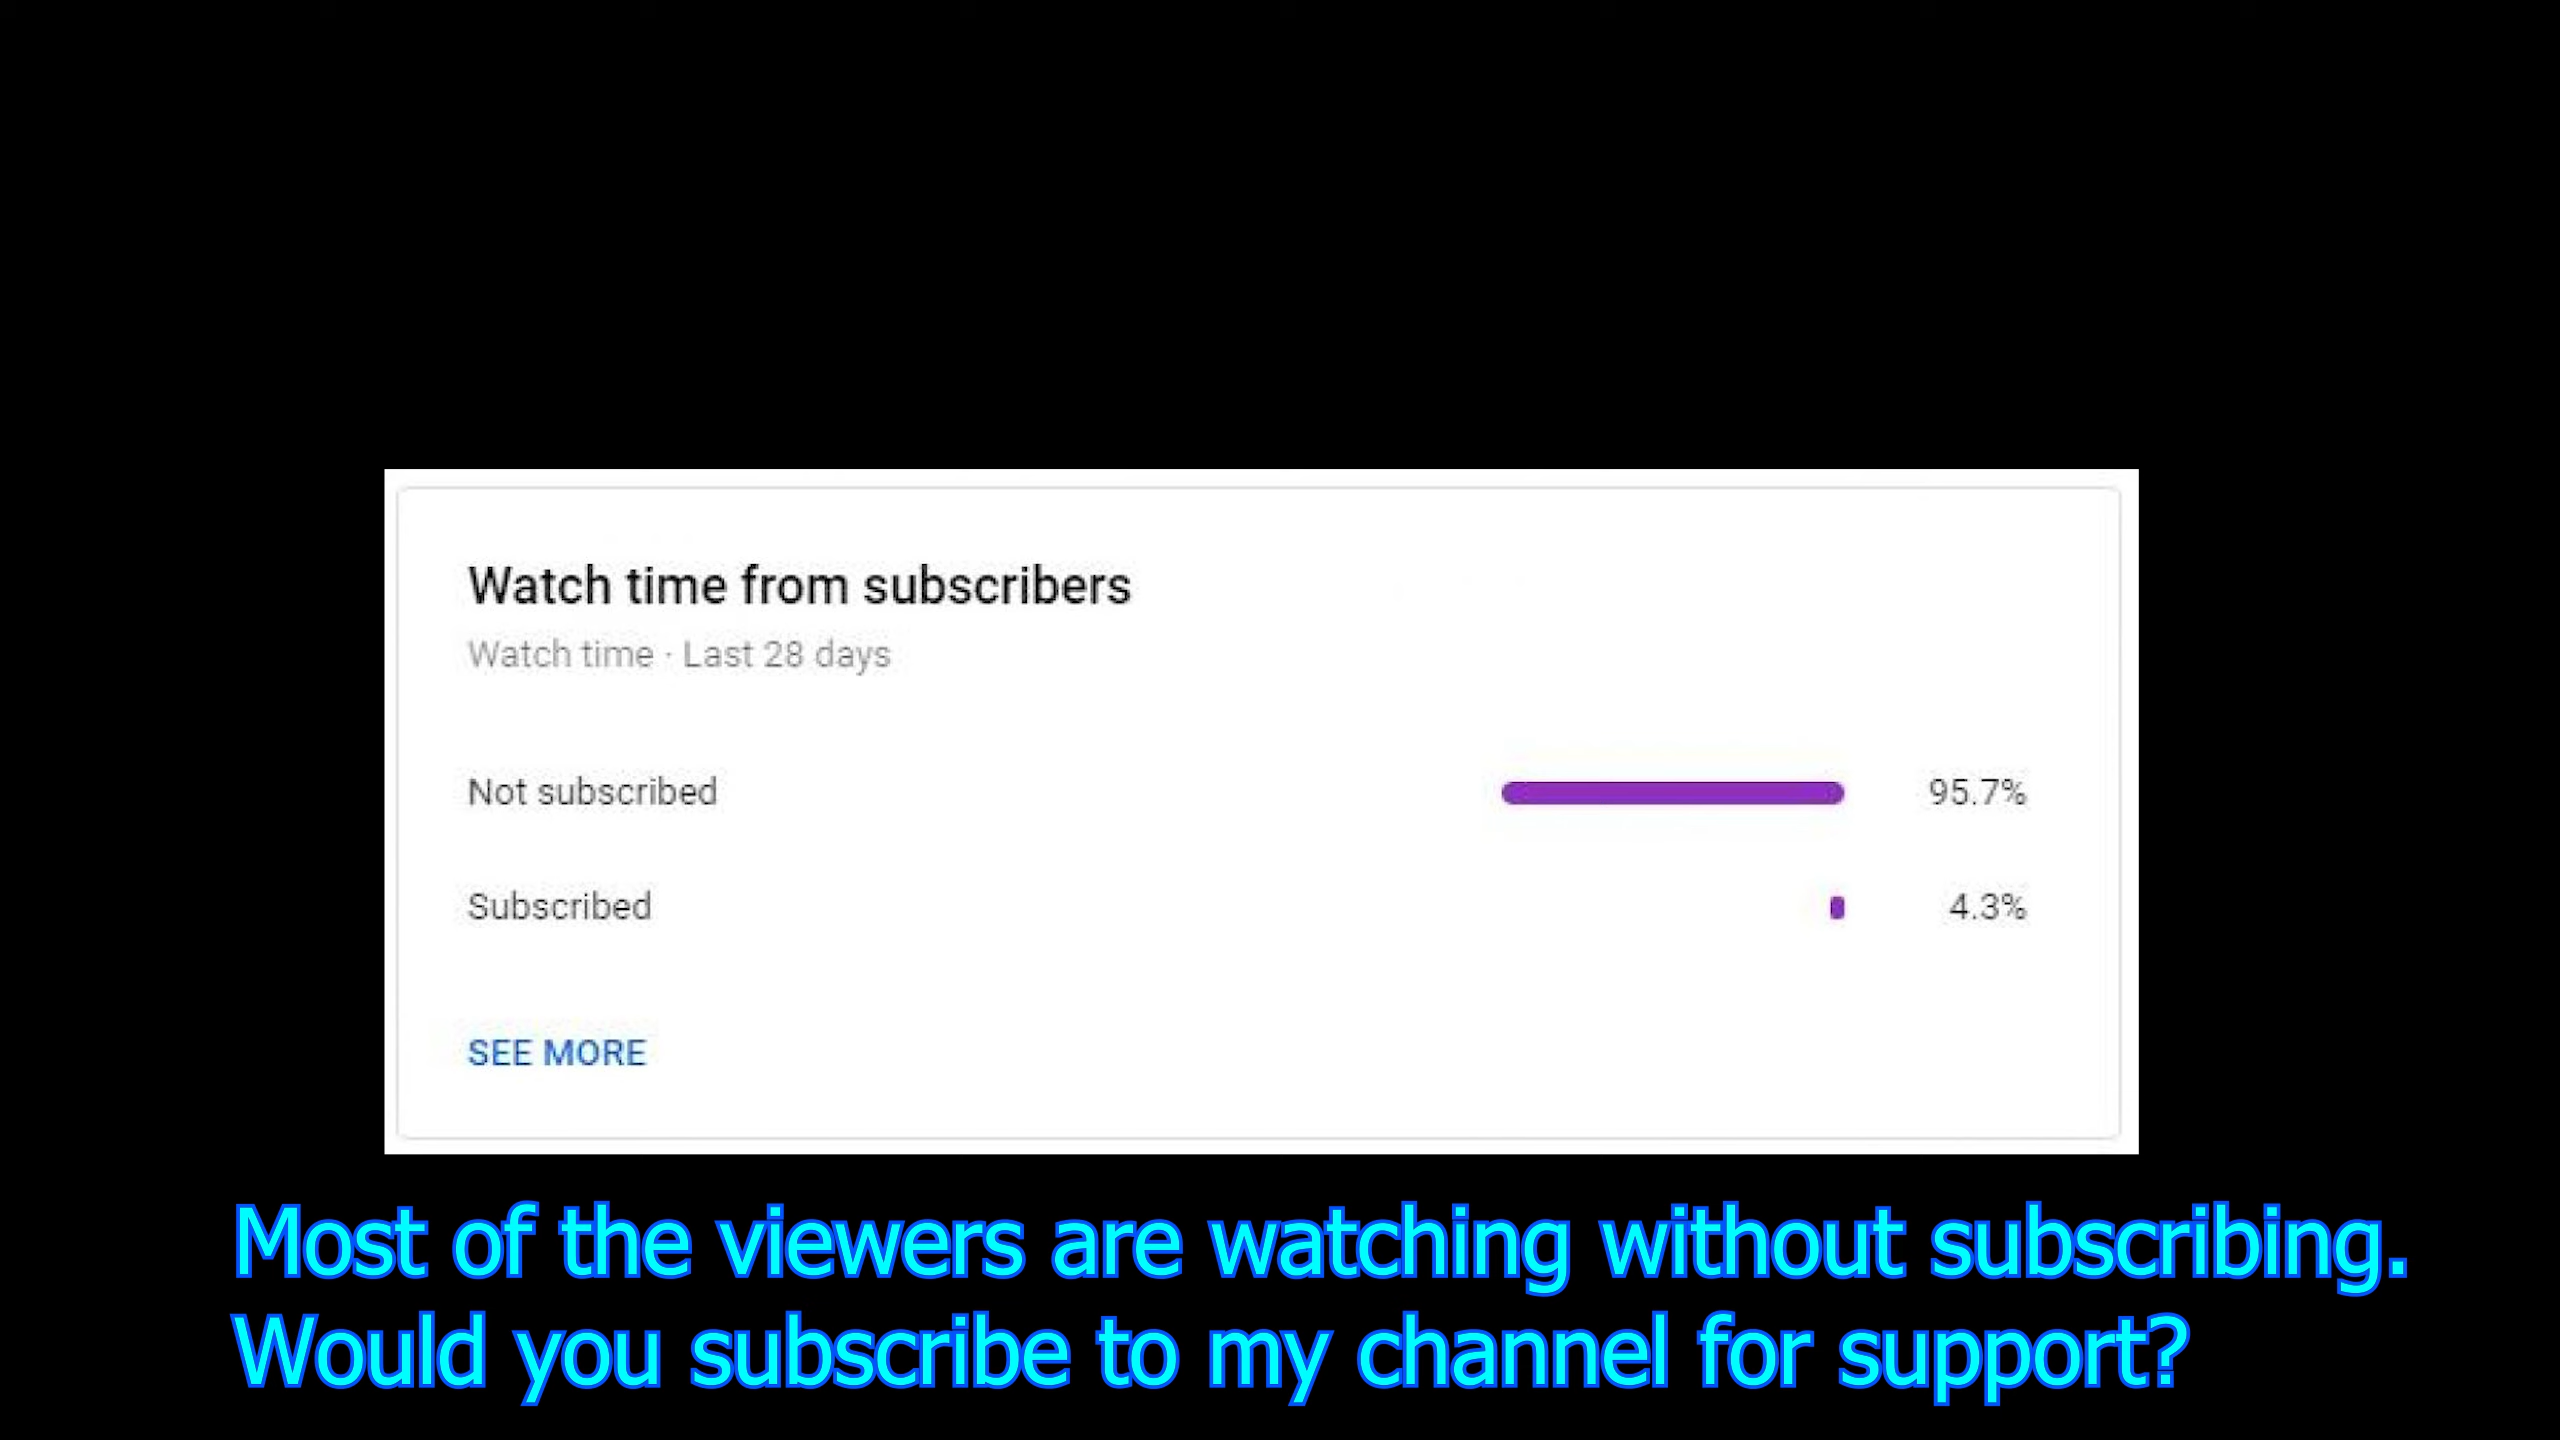 Watch time from subscribers
Watch time · Last 28 days
Not subscribed 95.7%
Subscribed 4.3%
SEE MORE
Most of the viewers are watching without subscribing.
Would you subscribe to my channel for support?